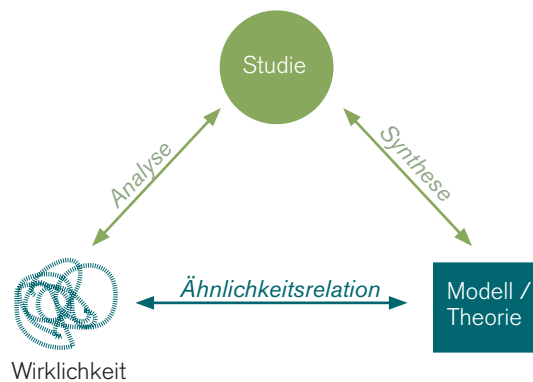 Studie
Analyse
Synthese
Ähnlichkeitsrelation
Modell /
Theorie
Wirklichkeit